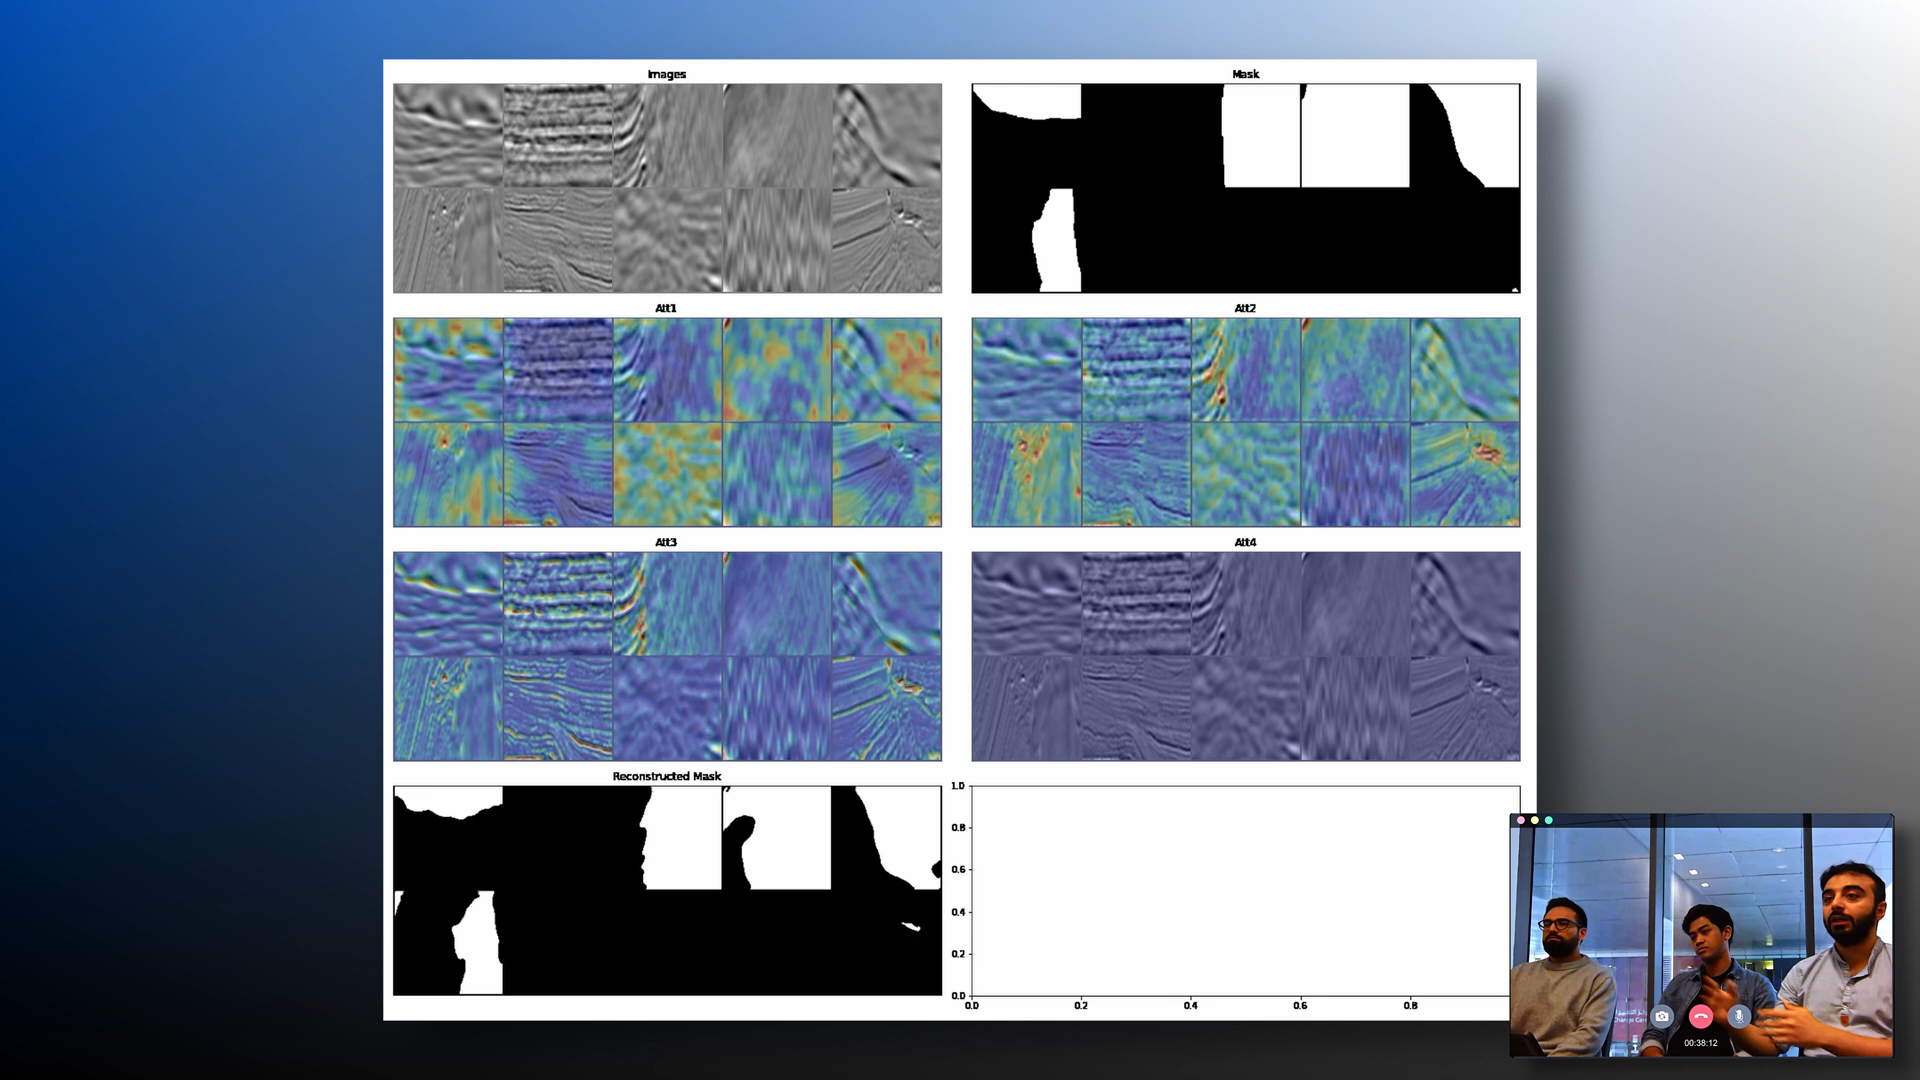 Images
Mask
Att1
Att2
Att3
Att4
Reconstructed Mask
1.0
0.8
0.6
0.4
0.2
0.0
0.0
0.2
0.4
0.6
0.8
00:38:12